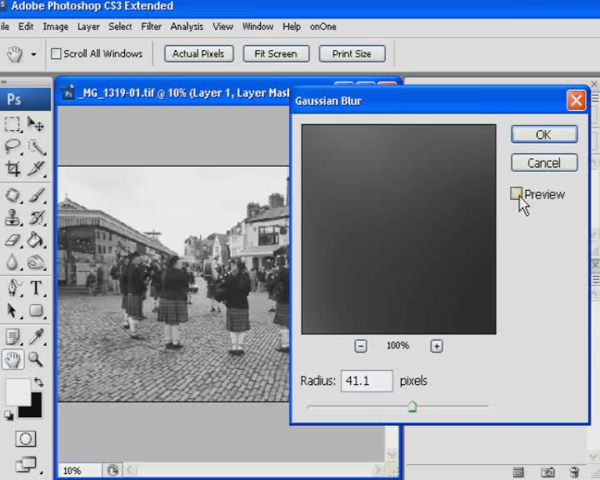 Adobe Photoshop CS3 Extended
Edit Image Layer Select Filter Analysis View Window Help onOne
Scroll All Windows Actual Pixels Fit Screen Print Size
Ps
_MG_1319-01.tif @ 10% (Layer 1, Layer Mas
Gaussian Blur
OK
Cancel
Preview
100%
Radius: 41.1 pixels
10%